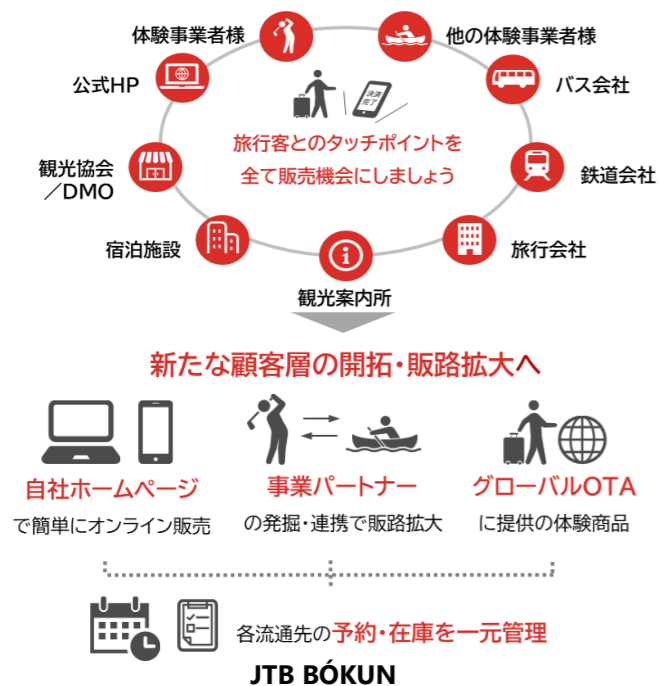 体験事業者様
他の体験事業者様
公式HP
バス会社
決済
完了
旅行客とのタッチポイントを
全て販売機会にしましょう
観光協会
／DMO
鉄道会社
宿泊施設
旅行会社
観光案内所
新たな顧客層の開拓・販路拡大へ
自社ホームページ
で簡単にオンライン販売
事業パートナー
の発掘・連携で販路拡大
グローバルOTA
に提供の体験商品
各流通先の予約・在庫を一元管理
JTB BÓKUN